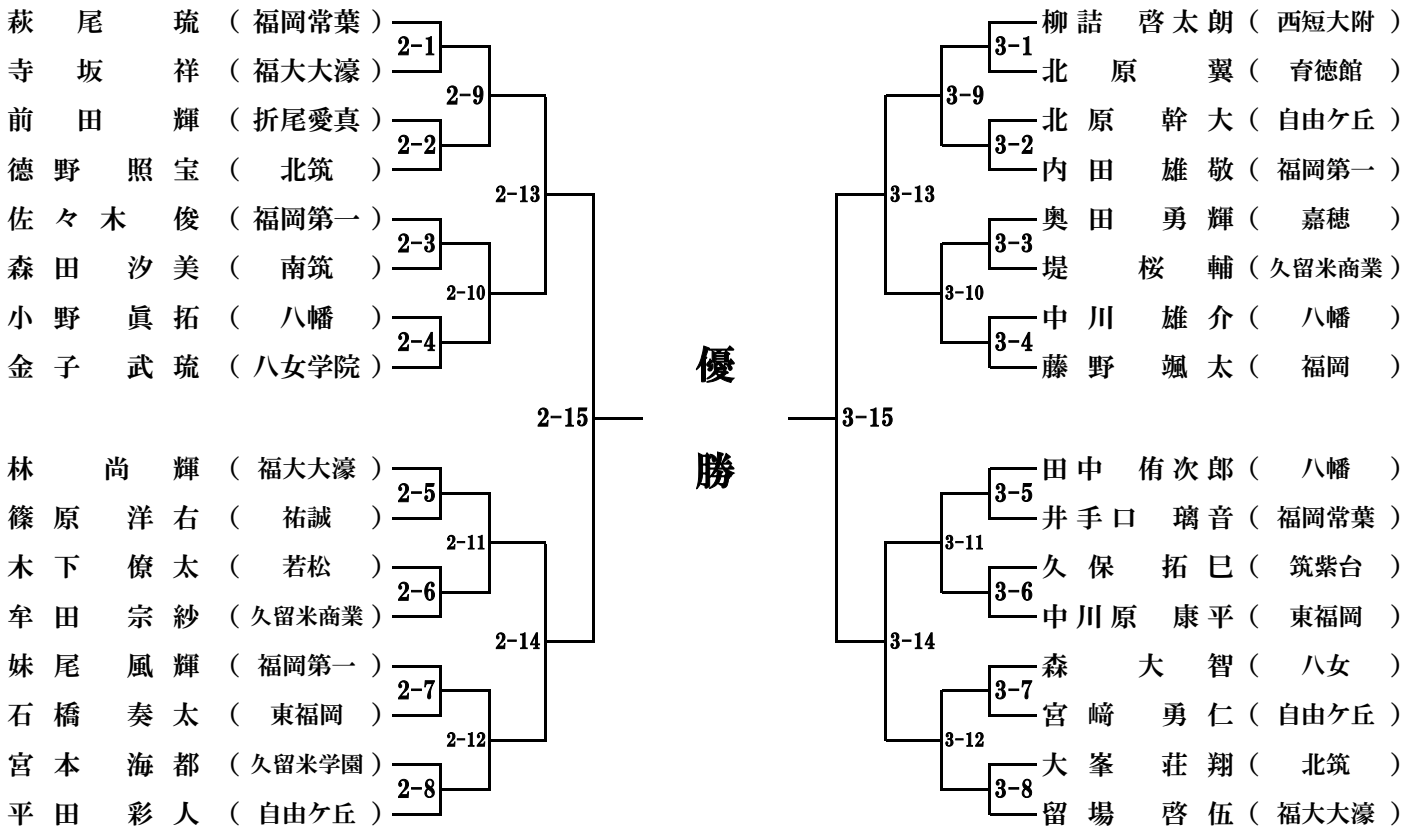 萩尾 琉 ( 福岡常葉 )
2-1
寺坂 祥 ( 福大大濠 )
2-9
前田 輝 ( 折尾愛真 )
2-2
德野 照宝 ( 北筑 )
2-13
佐々木 俊 ( 福岡第一 )
2-3
森田 汐美 ( 南筑 )
2-10
小野 眞拓 ( 八幡 )
2-4
金子 武琉 ( 八女学院 )
2-15
林 尚輝 ( 福大大濠 )
2-5
篠原 洋右 ( 祐誠 )
2-11
木下 僚太 ( 若松 )
2-6
牟田 宗紗 ( 久留米商業 )
2-14
妹尾 風輝 ( 福岡第一 )
2-7
石橋 奏太 ( 東福岡 )
2-12
宮本 海都 ( 久留米学園 )
2-8
平田 彩人 ( 自由ケ丘 )
優
勝
柳詰 啓太朗 ( 西短大附 )
3-1
北原 翼 ( 育徳館 )
3-9
北原 幹大 ( 自由ケ丘 )
3-2
内田 雄敬 ( 福岡第一 )
3-13
奥田 勇輝 ( 嘉穂 )
3-3
堤 桜輔 ( 久留米商業 )
3-10
中川 雄介 ( 八幡 )
3-4
藤野 颯太 ( 福岡 )
3-15
田中 侑次郎 ( 八幡 )
3-5
井手口 璃音 ( 福岡常葉 )
3-11
久保 拓巳 ( 筑紫台 )
3-6
中川原 康平 ( 東福岡 )
3-14
森 大智 ( 八女 )
3-7
宮﨑 勇仁 ( 自由ケ丘 )
3-12
大峯 荘翔 ( 北筑 )
3-8
留場 啓伍 ( 福大大濠 )